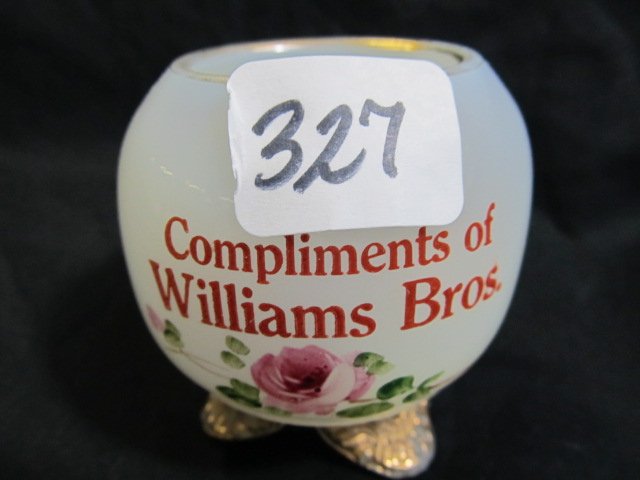 327
Compliments of
Williams Bros.